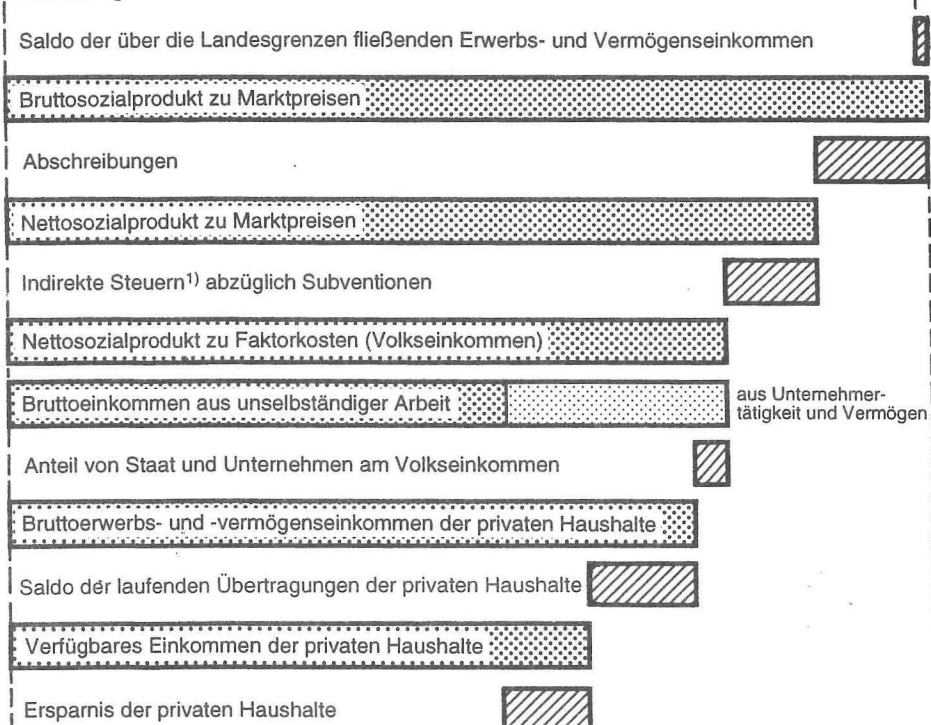 Saldo der über die Landesgrenzen fließenden Erwerbs- und Vermögenseinkommen
Bruttosozialprodukt zu Marktpreisen
Abschreibungen
Nettosozialprodukt zu Marktpreisen
Indirekte Steuern¹⁾ abzüglich Subventionen
Nettosozialprodukt zu Faktorkosten (Volkseinkommen)
Bruttoeinkommen aus unselbständiger Arbeit
aus Unternehmer-
tätigkeit und Vermögen
Anteil von Staat und Unternehmen am Volkseinkommen
Bruttoerwerbs- und -vermögenseinkommen der privaten Haushalte
Saldo der laufenden Übertragungen der privaten Haushalte
Verfügbares Einkommen der privaten Haushalte
Ersparnis der privaten Haushalte